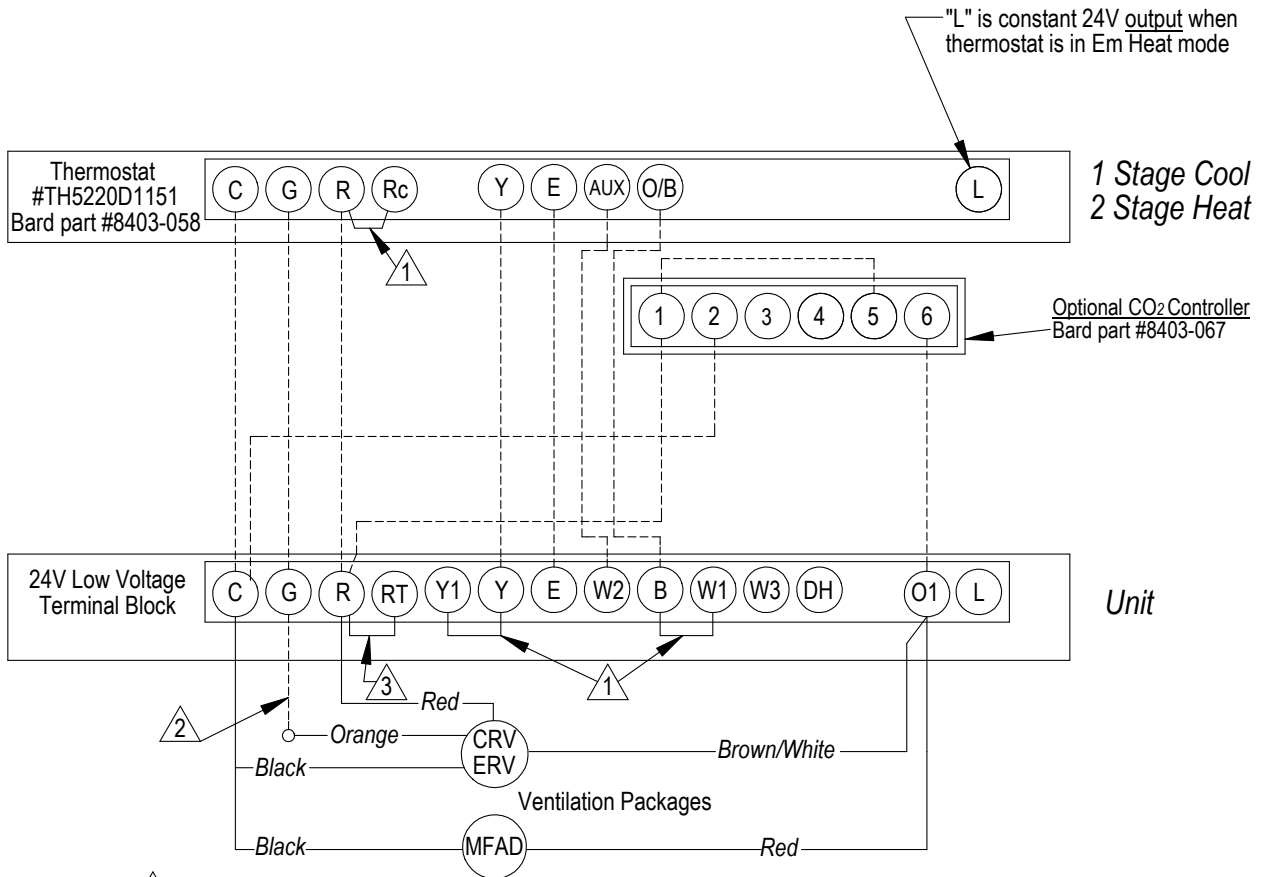 "L" is constant 24V output when
thermostat is in Em Heat mode
Thermostat
#TH5220D1151
Bard part #8403-058
C G R Rc Y E AUX O/B L
1 Stage Cool
2 Stage Heat
1
1 2 3 4 5 6
Optional CO2 Controller
Bard part #8403-067
24V Low Voltage
Terminal Block
C G R RT Y1 Y E W2 B W1 W3 DH O1 L
Unit
3
1
2
Red
Orange
CRV
ERV
Brown/White
Black
Ventilation Packages
Black
MFAD
Red